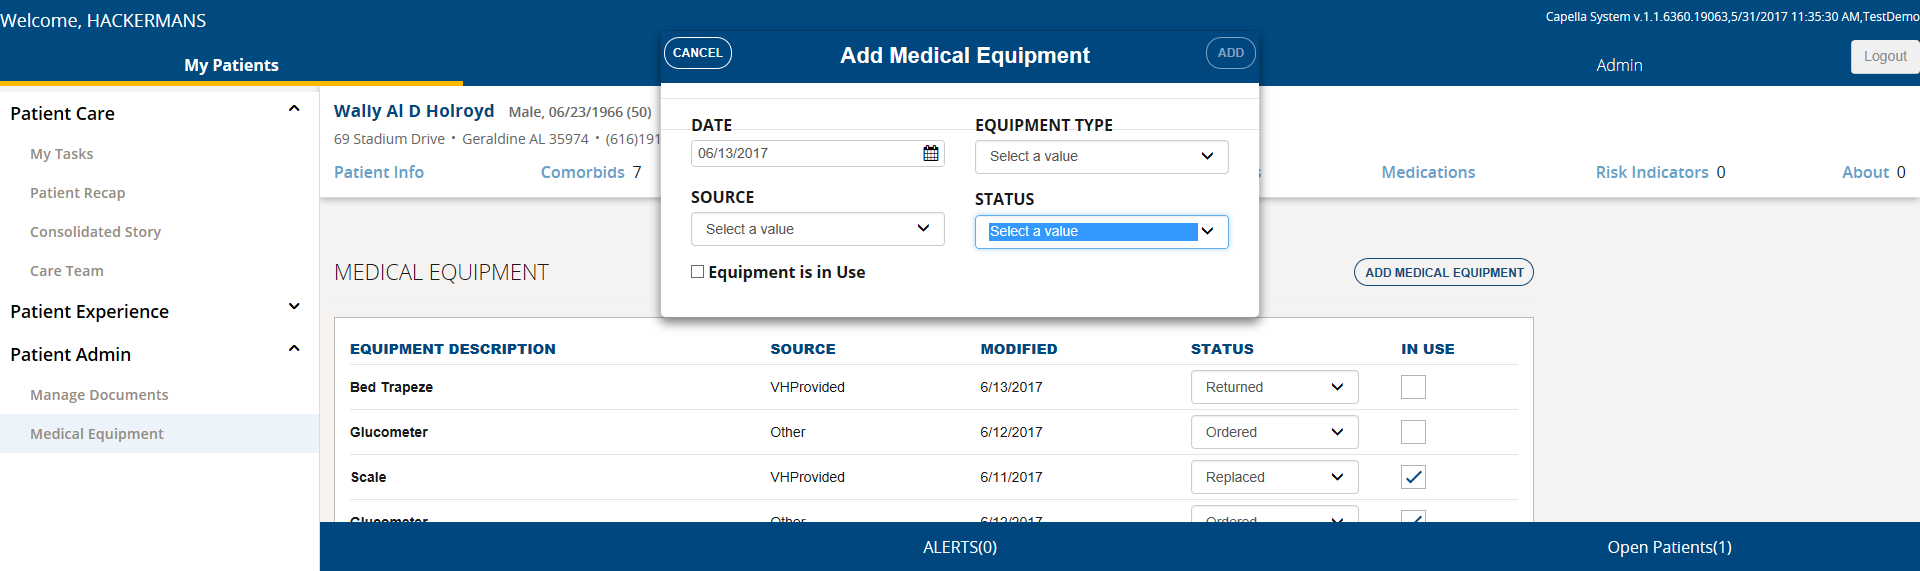 Welcome, HACKERMANS
Capella System v.1.1.6360.19063,5/31/2017 11:35:30 AM,TestDemo
My Patients
Admin
Logout
CANCEL
Add Medical Equipment
ADD
DATE
EQUIPMENT TYPE
06/13/2017
Select a value
SOURCE
STATUS
Select a value
Select a value
Equipment is in Use
Patient Care
My Tasks
Patient Recap
Consolidated Story
Care Team
Patient Experience
Patient Admin
Manage Documents
Medical Equipment
Wally Al D Holroyd Male, 06/23/1966 (50)
69 Stadium Drive • Geraldine AL 35974 • (616)191
Patient Info Comorbids 7 Medications Risk Indicators 0 About 0
MEDICAL EQUIPMENT
ADD MEDICAL EQUIPMENT
EQUIPMENT DESCRIPTION SOURCE MODIFIED STATUS IN USE
Bed Trapeze VHProvided 6/13/2017 Returned
Glucometer Other 6/12/2017 Ordered
Scale VHProvided 6/11/2017 Replaced
Glucometer Other 6/12/2017 Ordered
ALERTS(0)
Open Patients(1)